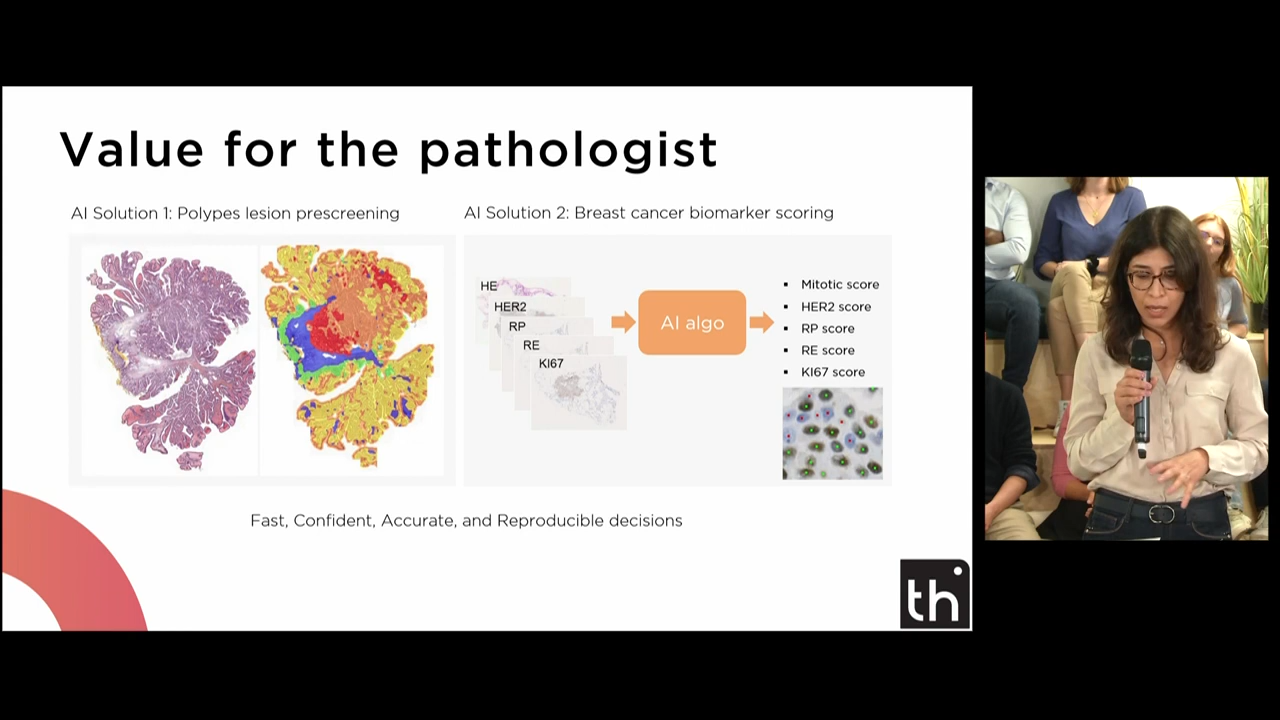 Value for the pathologist
AI Solution 1: Polypes lesion prescreening
AI Solution 2: Breast cancer biomarker scoring
HE
HER2
RP
RE
KI67
AI algo
▪ Mitotic score
▪ HER2 score
▪ RP score
▪ RE score
▪ KI67 score
Fast, Confident, Accurate, and Reproducible decisions
th